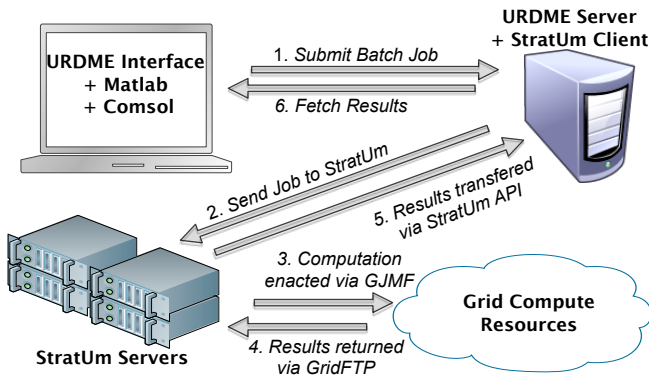 URDME Server
+ StratUm Client
URDME Interface
+ Matlab
+ Comsol
1. Submit Batch Job
6. Fetch Results
2. Send Job to StratUm
5. Results transfered
via StratUm API
3. Computation
enacted via GJMF
4. Results returned
via GridFTP
Grid Compute
Resources
StratUm Servers